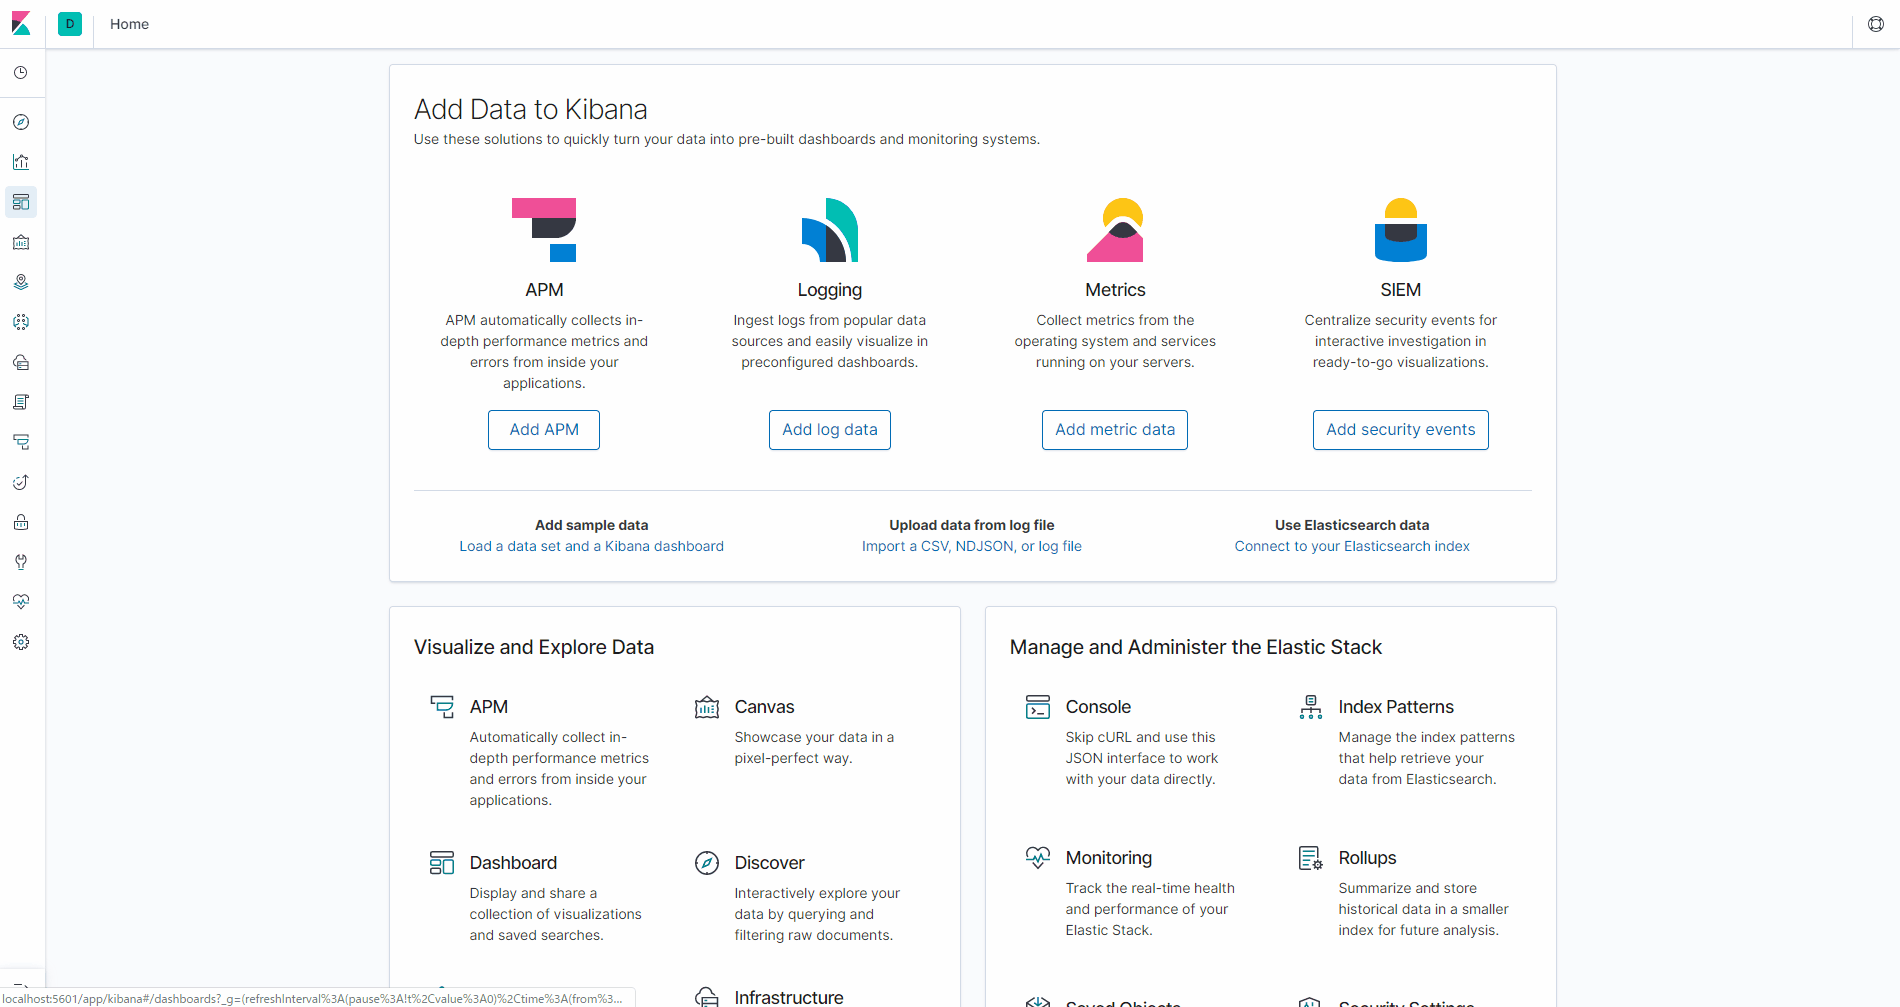 D
Home
Add Data to Kibana
Use these solutions to quickly turn your data into pre-built dashboards and monitoring systems.
APM
APM automatically collects in-
depth performance metrics and
errors from inside your
applications.
Add APM
Logging
Ingest logs from popular data
sources and easily visualize in
preconfigured dashboards.
Add log data
Metrics
Collect metrics from the
operating system and services
running on your servers.
Add metric data
SIEM
Centralize security events for
interactive investigation in
ready-to-go visualizations.
Add security events
Add sample data
Load a data set and a Kibana dashboard
Upload data from log file
Import a CSV, NDJSON, or log file
Use Elasticsearch data
Connect to your Elasticsearch index
Visualize and Explore Data
APM
Automatically collect in-
depth performance metrics
and errors from inside your
applications.
Canvas
Showcase your data in a
pixel-perfect way.
Dashboard
Display and share a
collection of visualizations
and saved searches.
Discover
Interactively explore your
data by querying and
filtering raw documents.
Infrastructure
Manage and Administer the Elastic Stack
Console
Skip cURL and use this
JSON interface to work
with your data directly.
Index Patterns
Manage the index patterns
that help retrieve your
data from Elasticsearch.
Monitoring
Track the real-time health
and performance of your
Elastic Stack.
Rollups
Summarize and store
historical data in a smaller
index for future analysis.
Saved Objects
Security Settings
localhost:5601/app/kibana#/dashboards?_g=(refreshInterval%3A(pause%3A!t%2Cvalue%3A0)%2Ctime%3A(from%3...